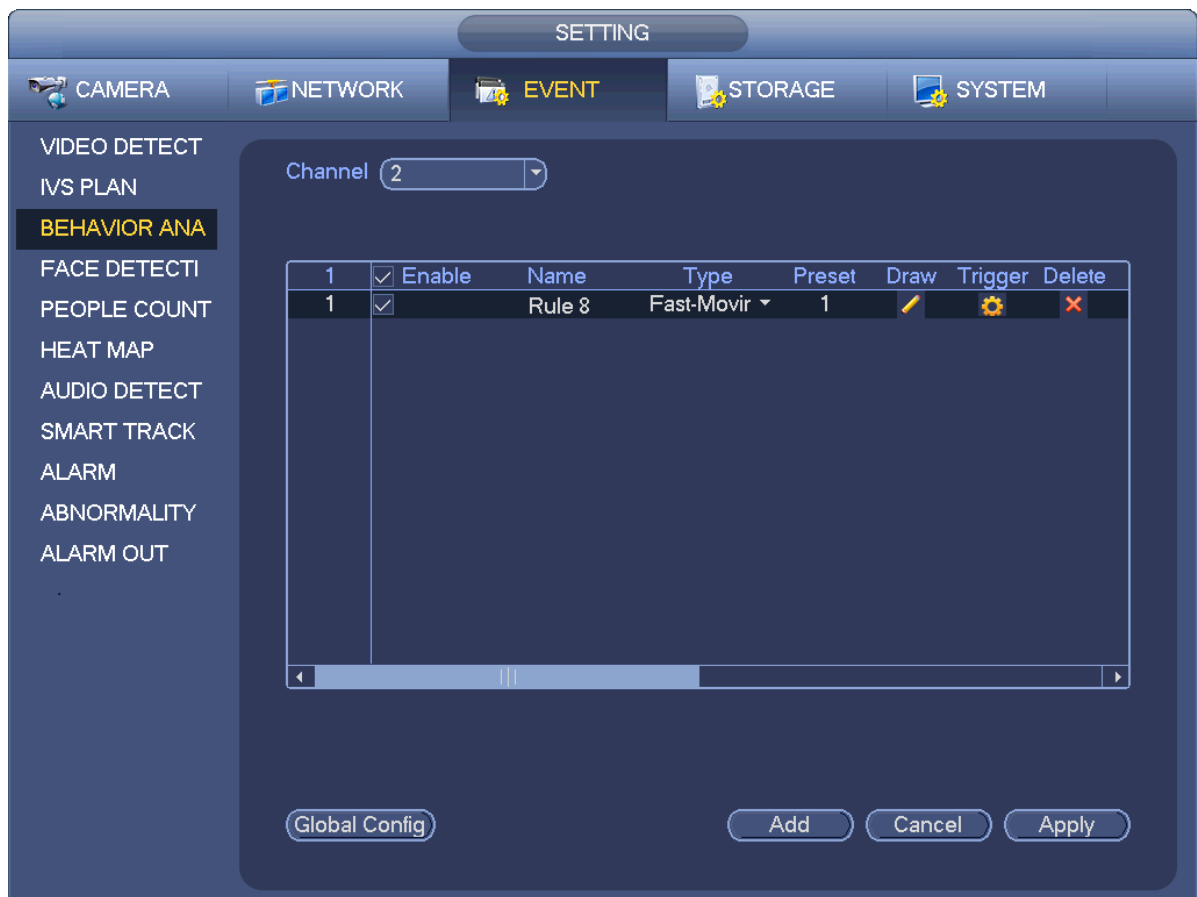 SETTING
CAMERA NETWORK EVENT STORAGE SYSTEM
VIDEO DETECT
IVS PLAN
BEHAVIOR ANA
FACE DETECTI
PEOPLE COUNT
HEAT MAP
AUDIO DETECT
SMART TRACK
ALARM
ABNORMALITY
ALARM OUT
Channel 2
1 Enable Name Type Preset Draw Trigger Delete
1 Rule 8 Fast-Movir 1
Global Config Add Cancel Apply